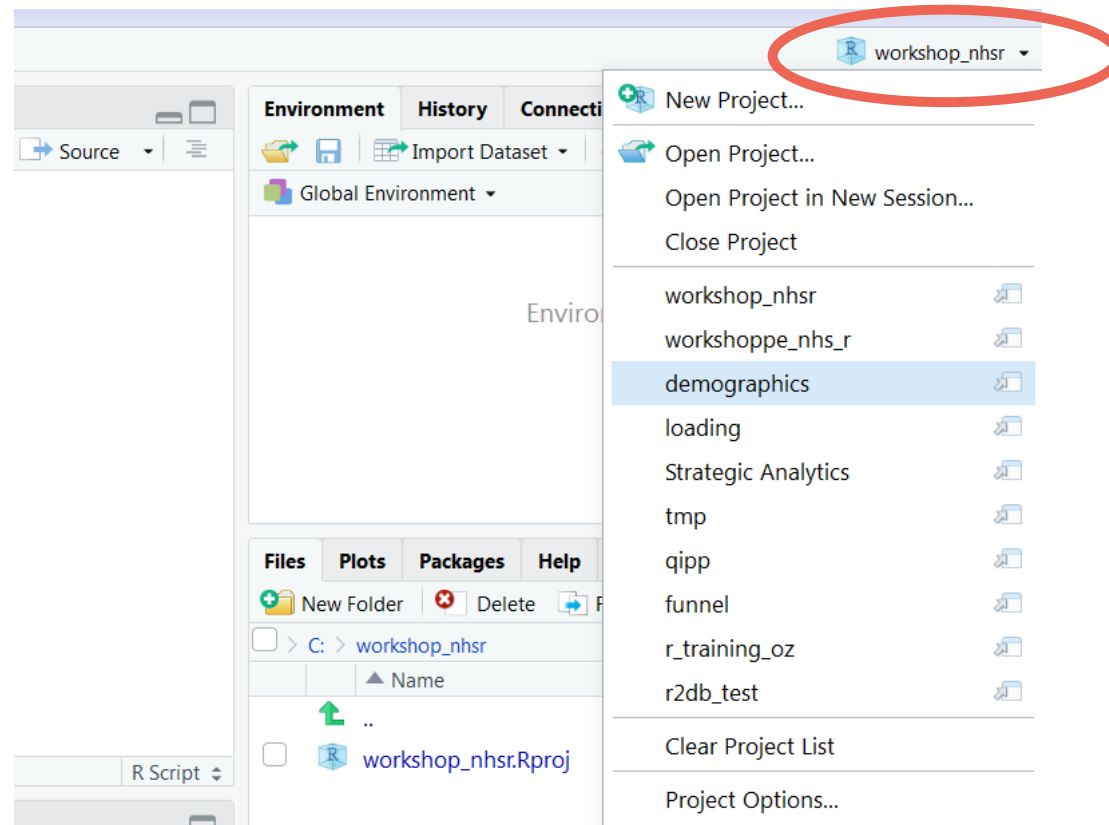 workshop_nhsr
Environment History Connecti
Source
Import Dataset
Global Environment
Enviro
New Project...
Open Project...
Open Project in New Session...
Close Project
workshop_nhsr
workshoppe_nhs_r
demographics
loading
Strategic Analytics
tmp
qipp
funnel
r_training_oz
r2db_test
Clear Project List
Project Options...
Files Plots Packages Help
New Folder Delete
C: > workshop_nhsr
Name
..
workshop_nhsr.Rproj
R Script